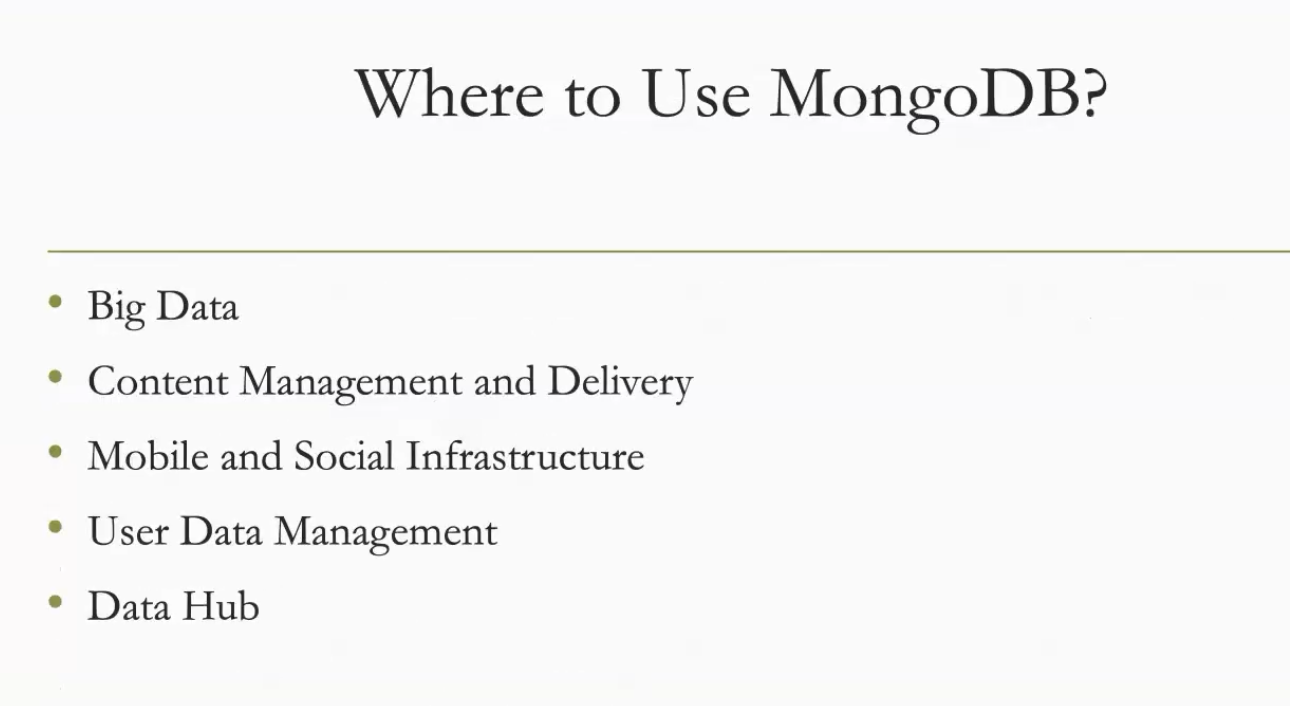 Where to Use MongoDB?
• Big Data
• Content Management and Delivery
• Mobile and Social Infrastructure
• User Data Management
• Data Hub